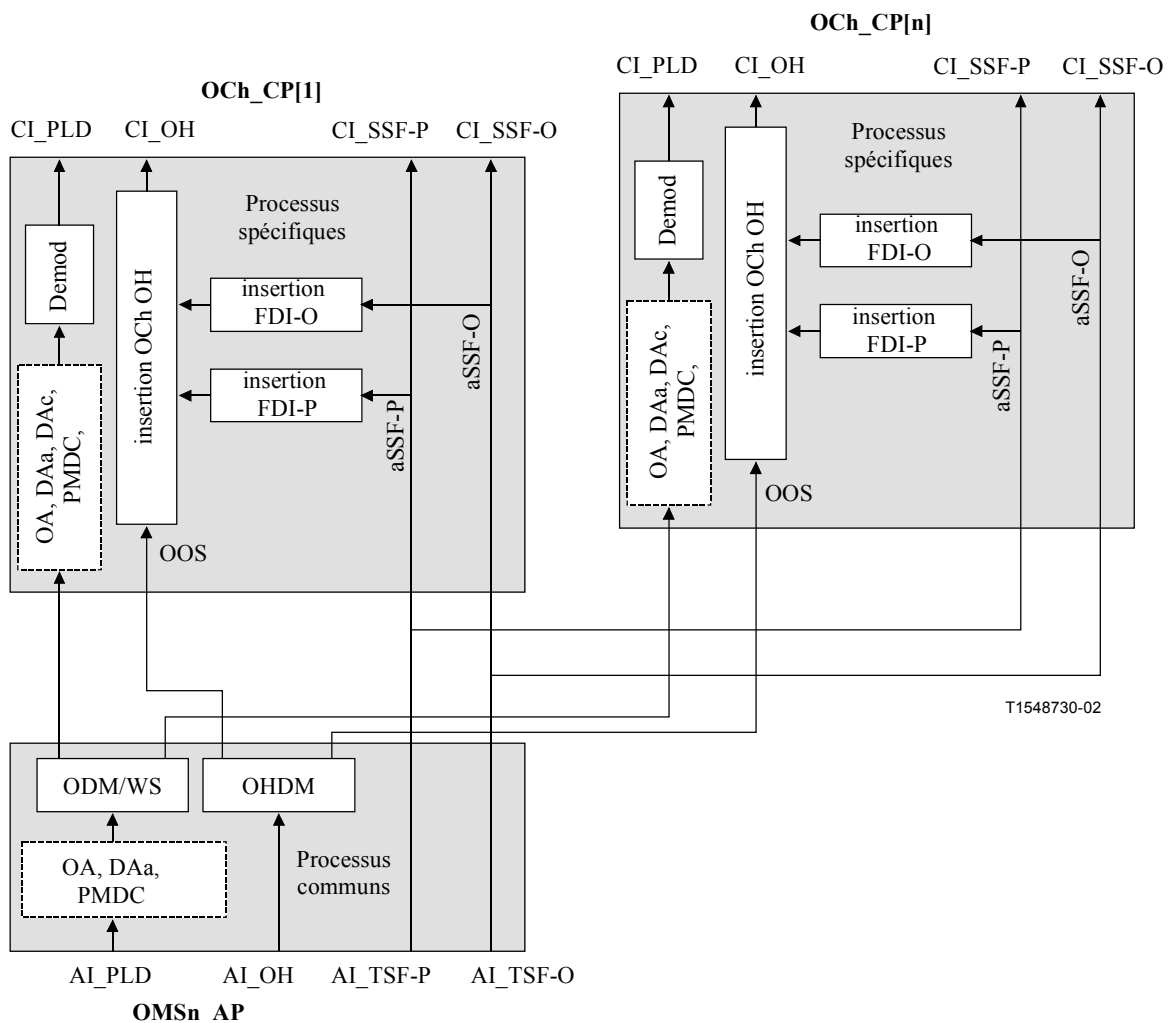 OCh_CP[n]
CI_PLD
CI_OH
CI_SSF-P
CI_SSF-O
Processus
spécifiques
Demod
insertion OCh OH
insertion
FDI-O
insertion
FDI-P
OA, DAa, DAc,
PMDC,
aSSF-O
aSSF-P
OOS
OCh_CP[1]
CI_PLD
CI_OH
CI_SSF-P
CI_SSF-O
Processus
spécifiques
Demod
insertion OCh OH
insertion
FDI-O
insertion
FDI-P
OA, DAa, DAc,
PMDC,
aSSF-O
aSSF-P
OOS
T1548730-02
ODM/WS
OHDM
OA, DAa,
PMDC
Processus
communs
AI_PLD
AI_OH
AI_TSF-P
AI_TSF-O
OMSn_AP